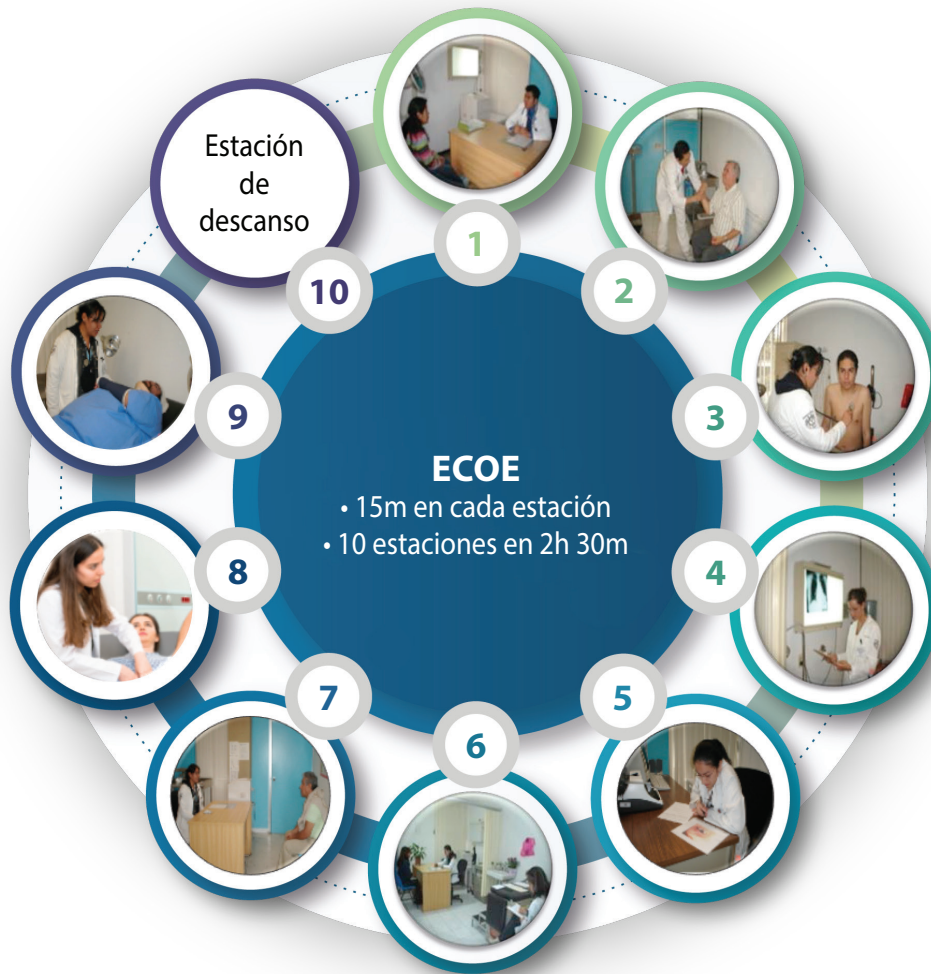 Estación
de
descanso
1
2
3
4
5
6
7
8
9
10
ECOE
• 15m en cada estación
• 10 estaciones en 2h 30m